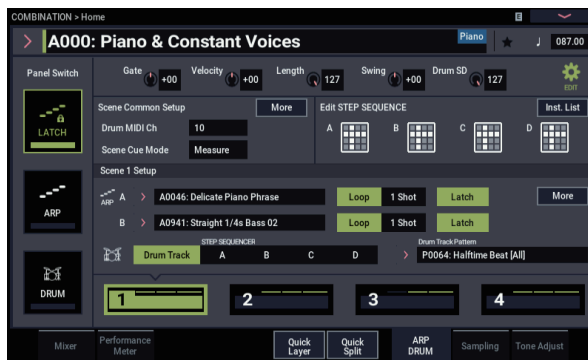 COMBINATION > Home
E
A000: Piano & Constant Voices
Piano
♩ 087.00
Panel Switch
Gate +00 Velocity +00 Length 127 Swing +00 Drum SD 127
EDIT
Scene Common Setup More
Edit STEP SEQUENCE Inst. List
LATCH
Drum MIDI Ch 10
A B C D
Scene Cue Mode Measure
Scene 1 Setup
ARP A > A0046: Delicate Piano Phrase Loop 1 Shot Latch More
B > A0941: Straight 1/4s Bass 02 Loop 1 Shot Latch
ARP
STEP SEQUENCER
Drum Track Pattern
Drum Track A B C D > P0064: Halftime Beat [All]
DRUM
1 2 3 4
Mixer
Performance Meter
Quick Layer
Quick Split
ARP DRUM
Sampling
Tone Adjust